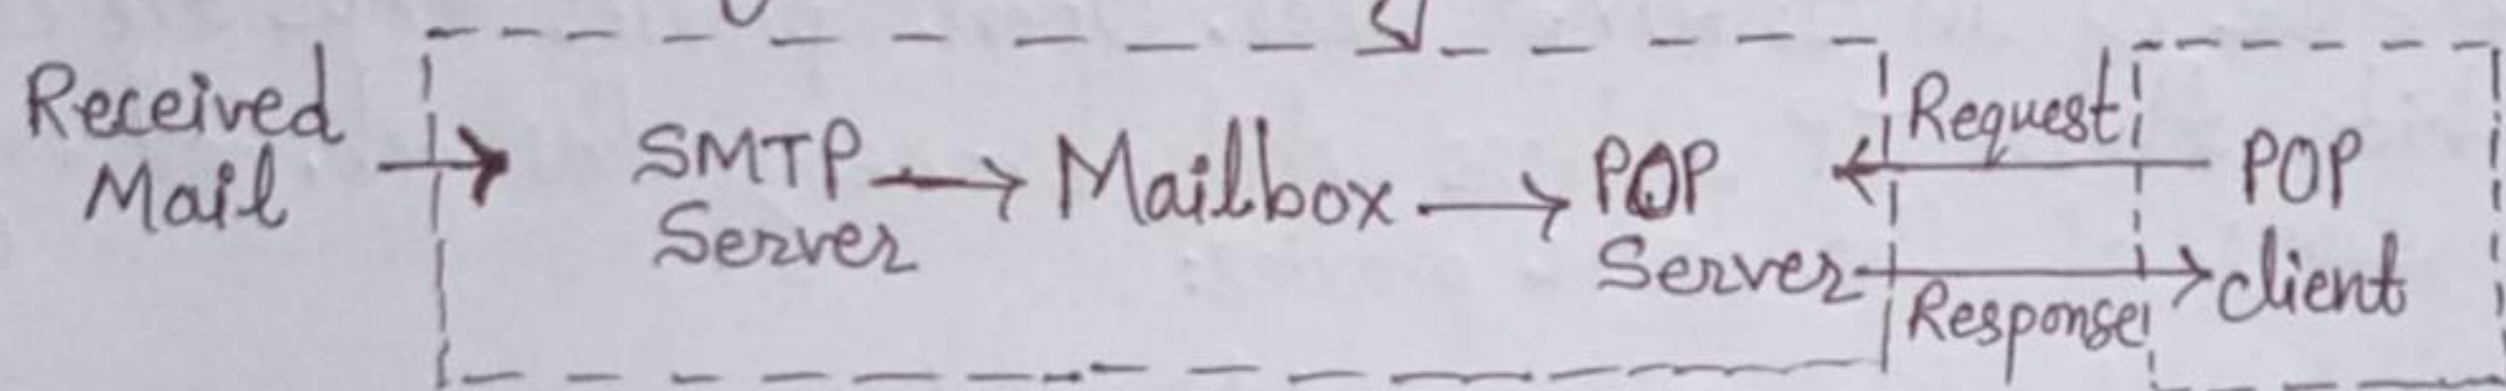 Received
Mail
SMTP
Server
Mailbox
POP
Server
Request
Response
POP
client